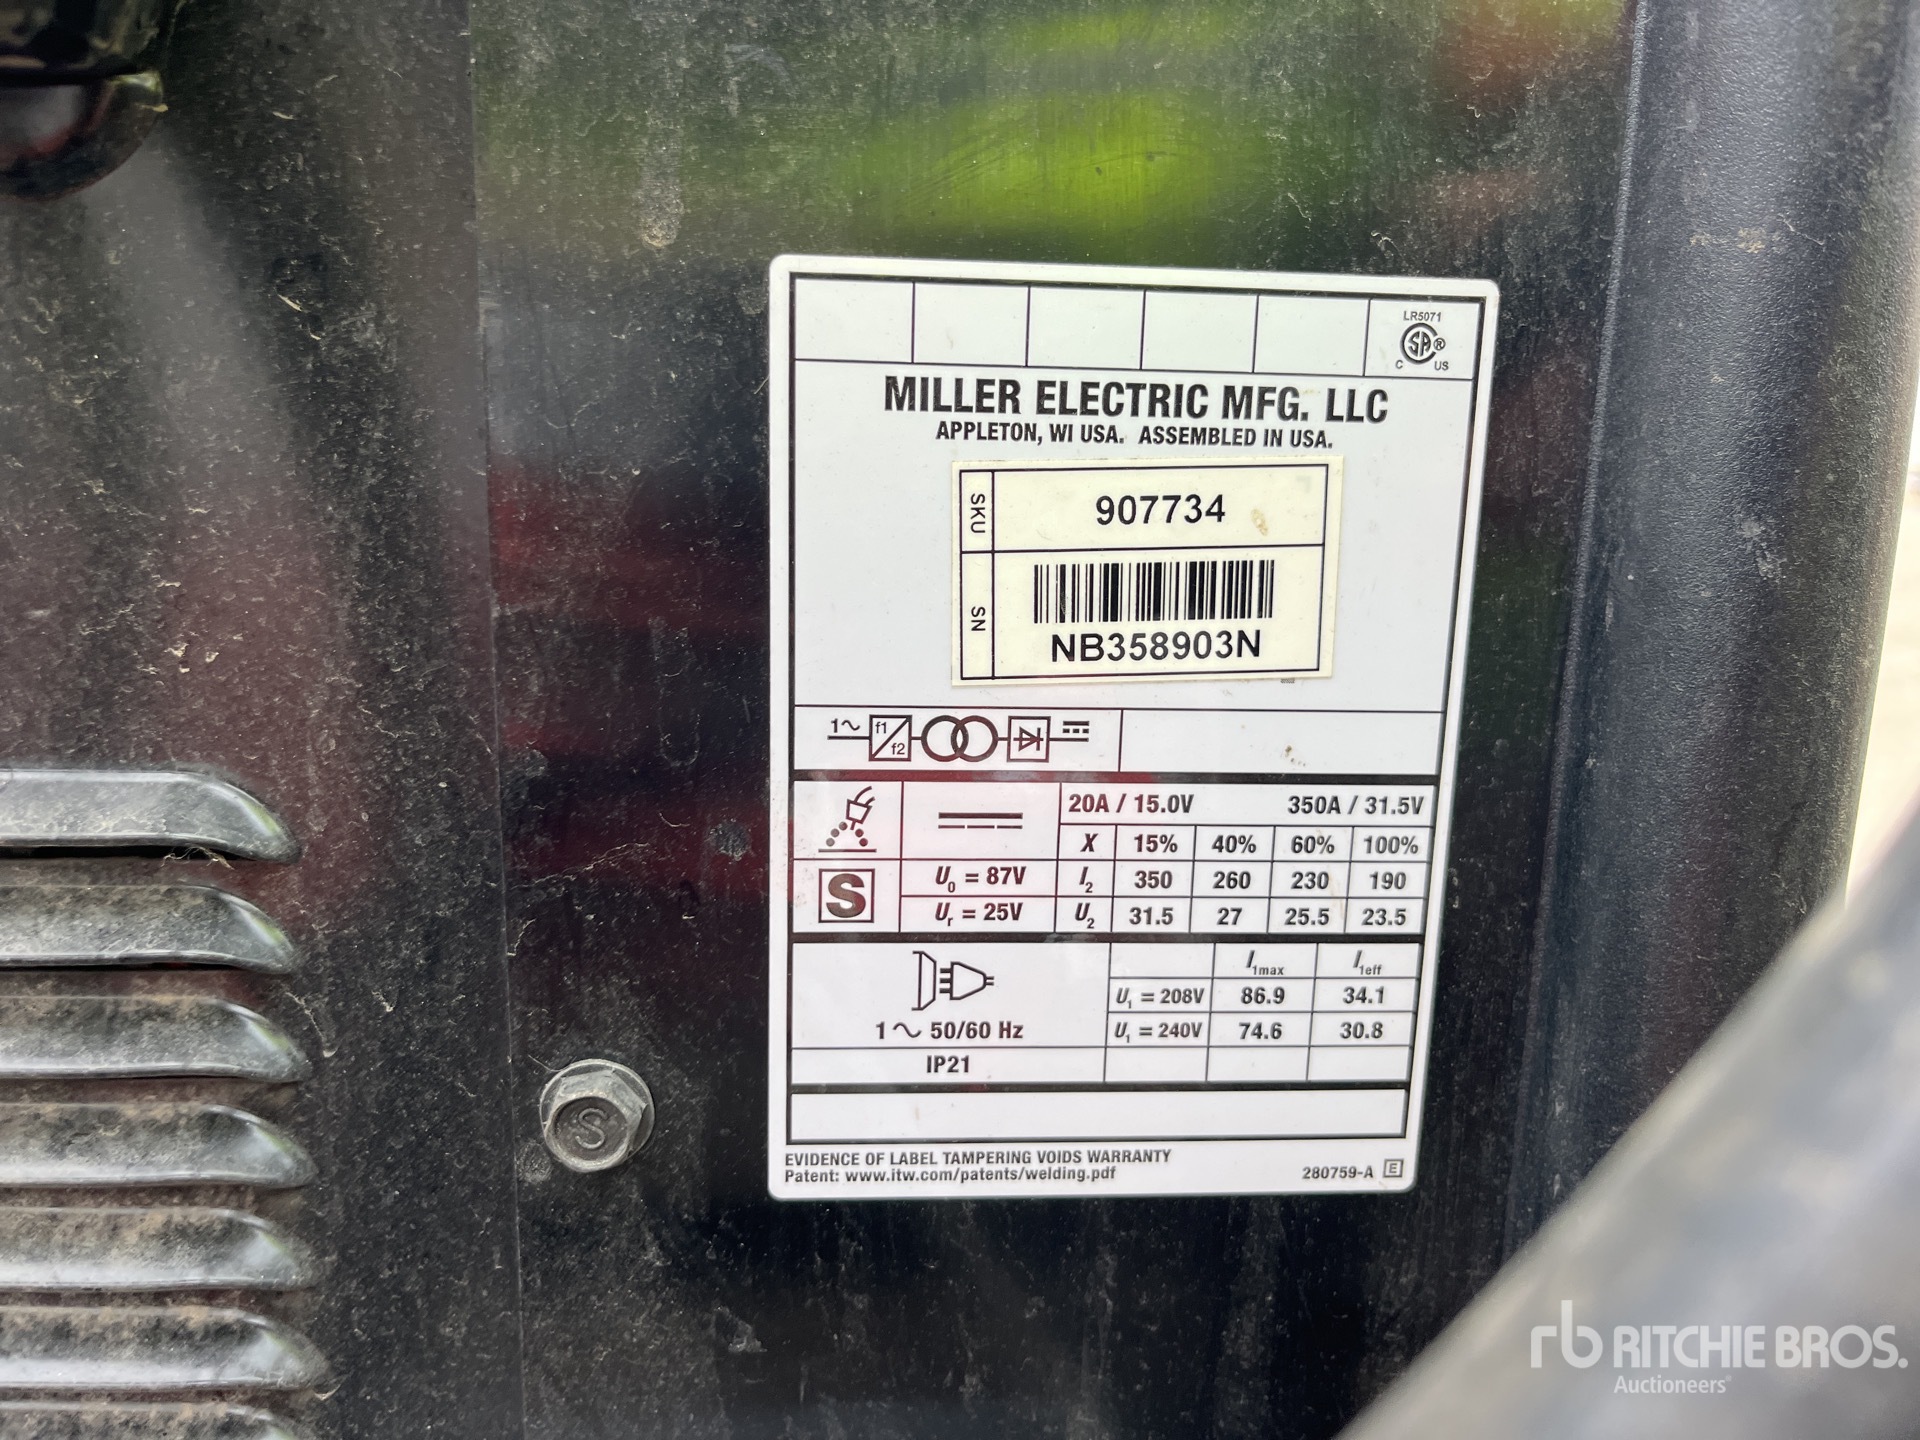 LR5071
SA®
C US
MILLER ELECTRIC MFG. LLC
APPLETON, WI USA. ASSEMBLED IN USA.
SKU 907734
SN
NB358903N
1~ f1 f2
20A / 15.0V 350A / 31.5V
X 15% 40% 60% 100%
S U0 = 87V I2 350 260 230 190
Ur = 25V U2 31.5 27 25.5 23.5
I1max I1eff
U1 = 208V 86.9 34.1
1~ 50/60 Hz U1 = 240V 74.6 30.8
IP21
EVIDENCE OF LABEL TAMPERING VOIDS WARRANTY
Patent: www.itw.com/patents/welding.pdf 280759-A E
S
rb RITCHIE BROS.
Auctioneers